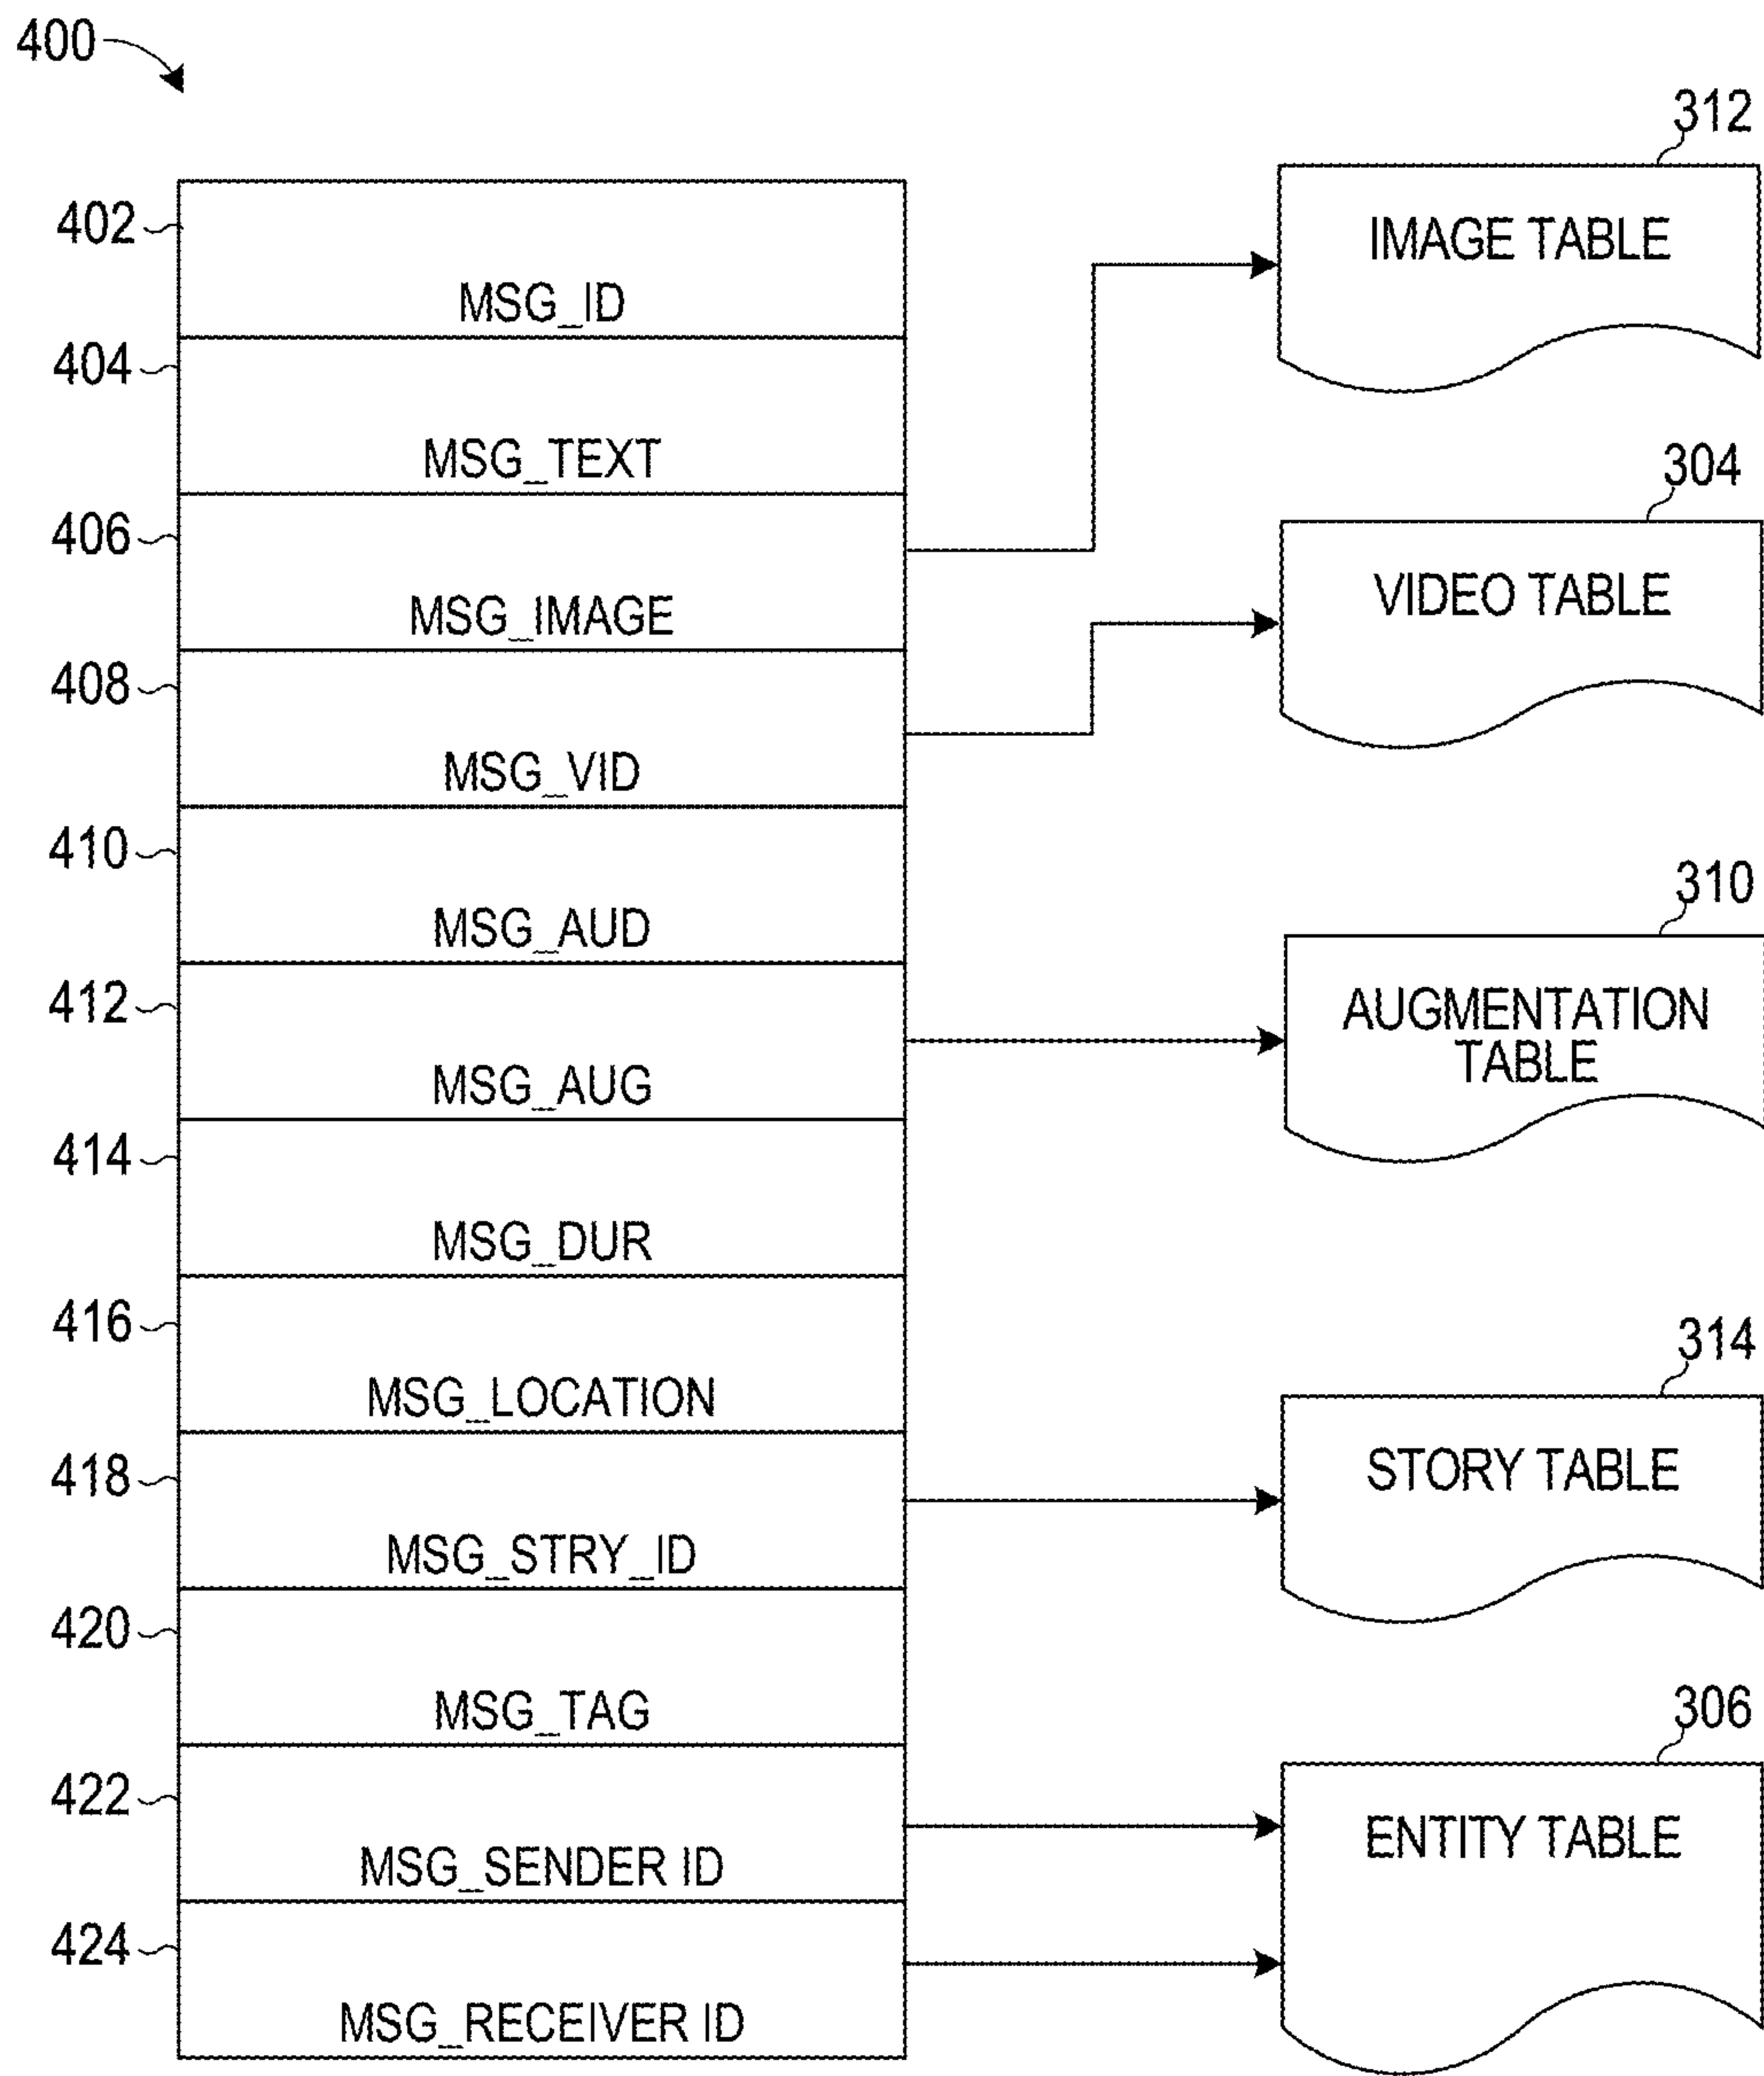 400
402
MSG_ID
404
MSG_TEXT
406
MSG_IMAGE
408
MSG_VID
410
MSG_AUD
412
MSG_AUG
414
MSG_DUR
416
MSG_LOCATION
418
MSG_STRY_ID
420
MSG_TAG
422
MSG_SENDER ID
424
MSG_RECEIVER ID
312
IMAGE TABLE
304
VIDEO TABLE
310
AUGMENTATION
TABLE
314
STORY TABLE
306
ENTITY TABLE